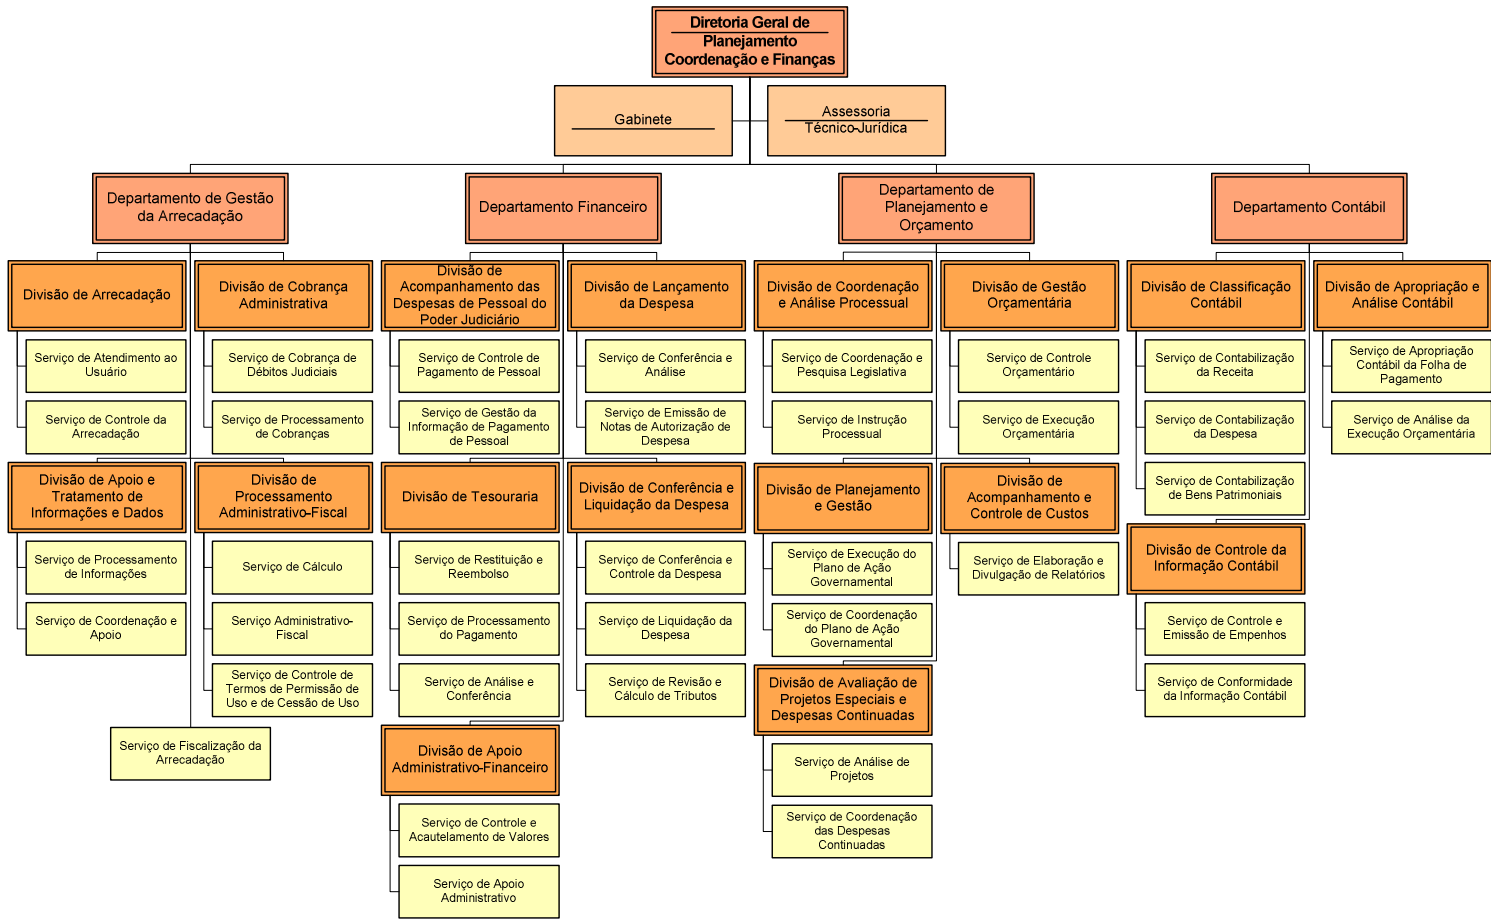 Diretoria Geral de
Planejamento
Coordenação e Finanças
Gabinete
Assessoria
Técnico-Jurídica
Departamento de Gestão
da Arrecadação
Departamento Financeiro
Departamento de
Planejamento e
Orçamento
Departamento Contábil
Divisão de Arrecadação
Divisão de Cobrança
Administrativa
Divisão de
Acompanhamento das
Despesas de Pessoal do
Poder Judiciário
Divisão de Lançamento
da Despesa
Divisão de Coordenação
e Análise Processual
Divisão de Gestão
Orçamentária
Divisão de Classificação
Contábil
Divisão de Apropriação e
Análise Contábil
Serviço de Atendimento ao
Usuário
Serviço de Cobrança de
Débitos Judiciais
Serviço de Controle de
Pagamento de Pessoal
Serviço de Conferência e
Análise
Serviço de Coordenação e
Pesquisa Legislativa
Serviço de Controle
Orçamentário
Serviço de Contabilização
da Receita
Serviço de Apropriação
Contábil da Folha de
Pagamento
Serviço de Controle da
Arrecadação
Serviço de Processamento
de Cobranças
Serviço de Gestão da
Informação de Pagamento
de Pessoal
Serviço de Emissão de
Notas de Autorização de
Despesa
Serviço de Instrução
Processual
Serviço de Execução
Orçamentária
Serviço de Contabilização
da Despesa
Serviço de Análise da
Execução Orçamentária
Divisão de Apoio e
Tratamento de
Informações e Dados
Divisão de
Processamento
Administrativo-Fiscal
Divisão de Tesouraria
Divisão de Conferência e
Liquidação da Despesa
Divisão de Planejamento
e Gestão
Divisão de
Acompanhamento e
Controle de Custos
Serviço de Contabilização
de Bens Patrimoniais
Serviço de Processamento
de Informações
Serviço de Cálculo
Serviço de Restituição e
Reembolso
Serviço de Conferência e
Controle da Despesa
Serviço de Execução do
Plano de Ação
Governamental
Serviço de Elaboração e
Divulgação de Relatórios
Divisão de Controle da
Informação Contábil
Serviço de Coordenação e
Apoio
Serviço Administrativo-
Fiscal
Serviço de Processamento
do Pagamento
Serviço de Liquidação da
Despesa
Serviço de Coordenação
do Plano de Ação
Governamental
Serviço de Controle e
Emissão de Empenhos
Serviço de Controle de
Termos de Permissão de
Uso e de Cessão de Uso
Serviço de Análise e
Conferência
Serviço de Revisão e
Cálculo de Tributos
Divisão de Avaliação de
Projetos Especiais e
Despesas Continuadas
Serviço de Conformidade
da Informação Contábil
Serviço de Fiscalização da
Arrecadação
Divisão de Apoio
Administrativo-Financeiro
Serviço de Análise de
Projetos
Serviço de Controle e
Acautelamento de Valores
Serviço de Coordenação
das Despesas
Continuadas
Serviço de Apoio
Administrativo